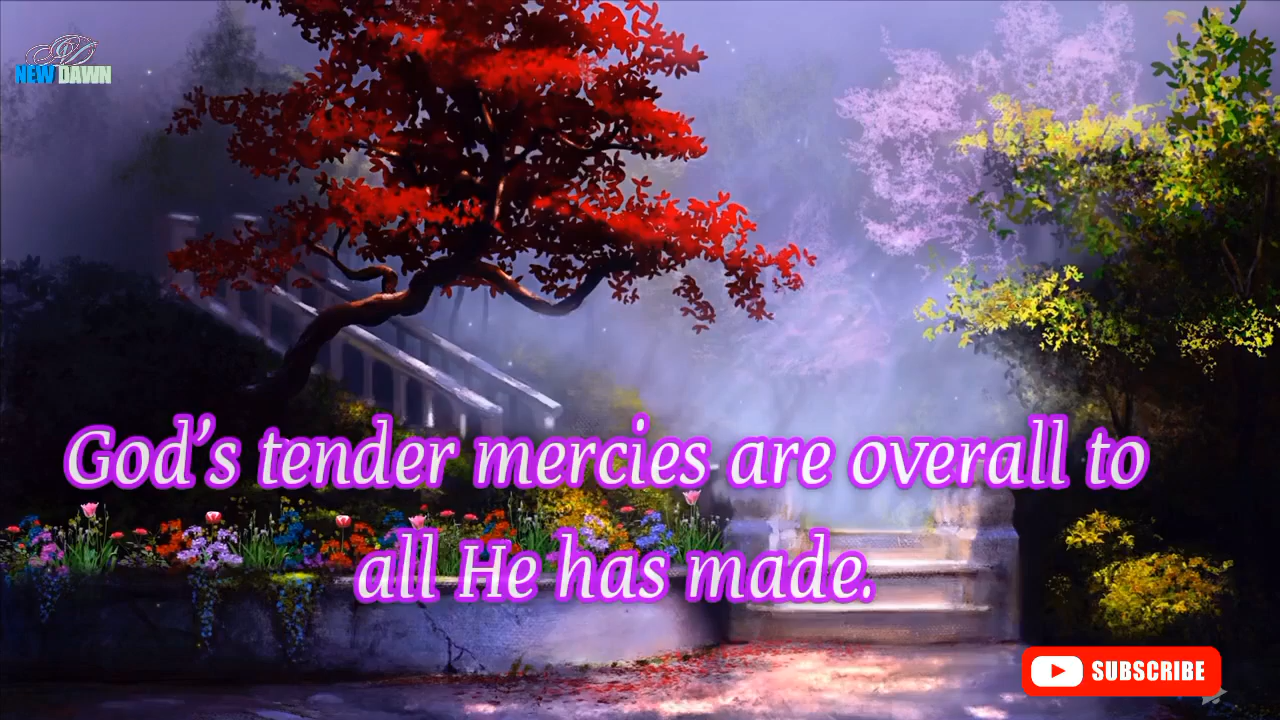 NEW DAWN
God’s tender mercies are overall to
all He has made.
SUBSCRIBE